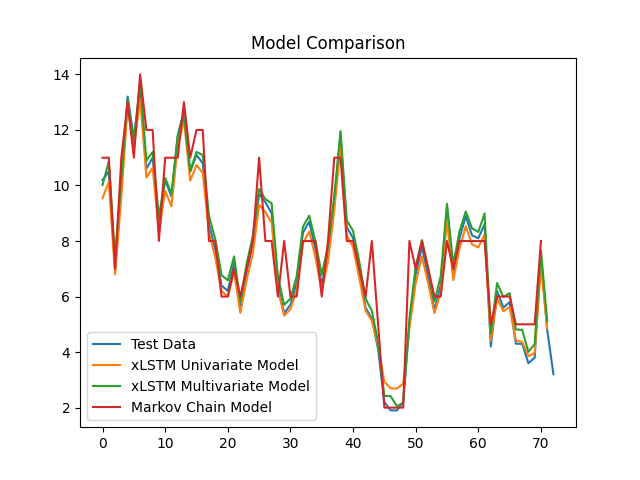 Model Comparison
14
12
10
8
6
4
2
Test Data
xLSTM Univariate Model
xLSTM Multivariate Model
Markov Chain Model
0 10 20 30 40 50 60 70